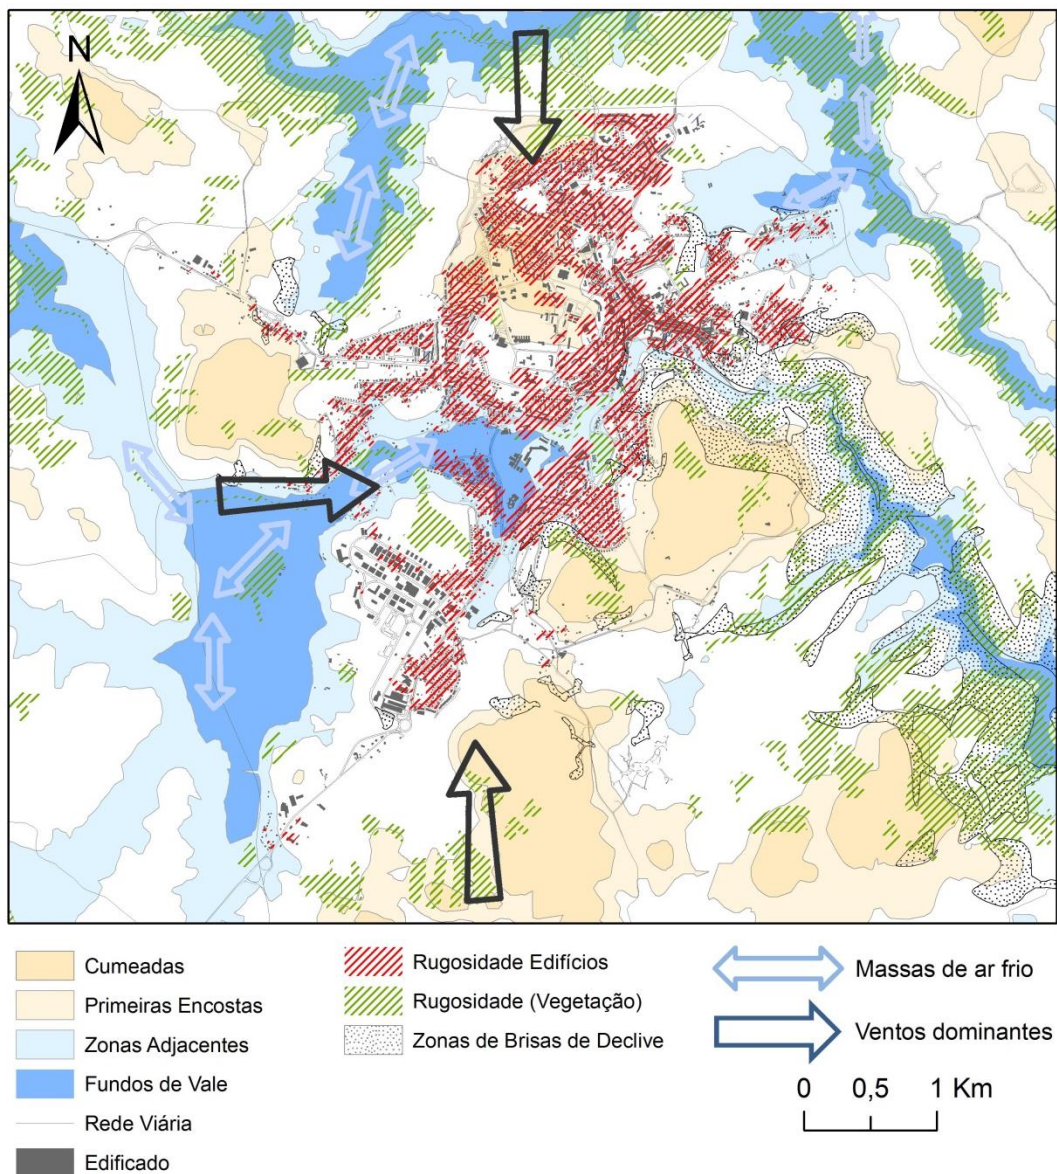 N
Cumeadas
Primeiras Encostas
Zonas Adjacentes
Fundos de Vale
Rede Viária
Edificado
Rugosidade Edifícios
Rugosidade (Vegetação)
Zonas de Brisas de Declive
Massas de ar frio
Ventos dominantes
0 0,5 1 Km